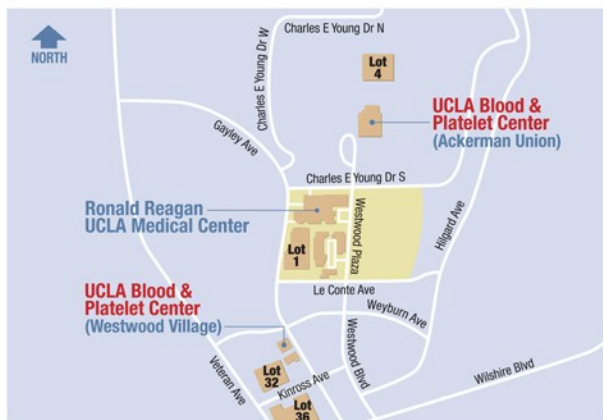 Charles E Young Dr N
NORTH
Charles E Young Dr W
Lot
4
UCLA Blood &
Platelet Center
(Ackerman Union)
Gayley Ave
Charles E Young Dr S
Ronald Reagan
UCLA Medical Center
Westwood Plaza
Hilgard Ave
Lot
1
Le Conte Ave
UCLA Blood &
Platelet Center
(Westwood Village)
Weyburn Ave
Veteran Ave
Westwood Blvd
Lot
32
Kinross Ave
Wilshire Blvd
Lot
36